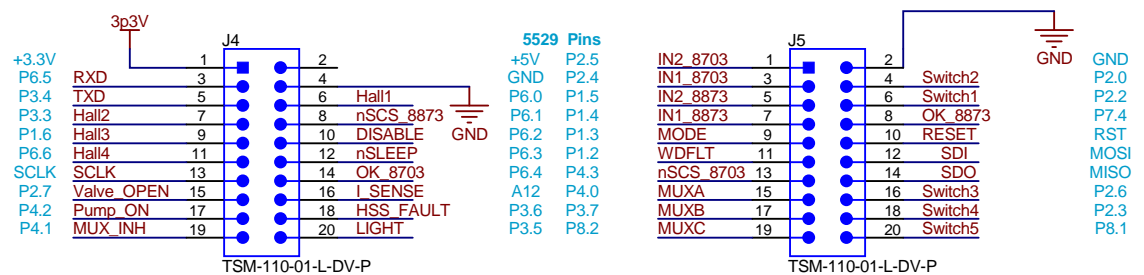 3p3V
J4 5529 Pins J5
+3.3V 1 2 +5V P2.5 IN2_8703 1 2 GND GND
P6.5 RXD 3 4 GND P2.4 IN1_8703 3 4 Switch2 P2.0
P3.4 TXD 5 6 Hall1 P6.0 P1.5 IN2_8873 5 6 Switch1 P2.2
P3.3 Hall2 7 8 nSCS_8873 GND P6.1 P1.4 IN1_8873 7 8 OK_8873 P7.4
P1.6 Hall3 9 10 DISABLE P6.2 P1.3 MODE 9 10 RESET RST
P6.6 Hall4 11 12 nSLEEP P6.3 P1.2 WDFLT 11 12 SDI MOSI
SCLK SCLK 13 14 OK_8703 P6.4 P4.3 nSCS_8703 13 14 SDO MISO
P2.7 Valve_OPEN 15 16 I_SENSE A12 P4.0 MUXA 15 16 Switch3 P2.6
P4.2 Pump_ON 17 18 HSS_FAULT P3.6 P3.7 MUXB 17 18 Switch4 P2.3
P4.1 MUX_INH 19 20 LIGHT P3.5 P8.2 MUXC 19 20 Switch5 P8.1
TSM-110-01-L-DV-P TSM-110-01-L-DV-P